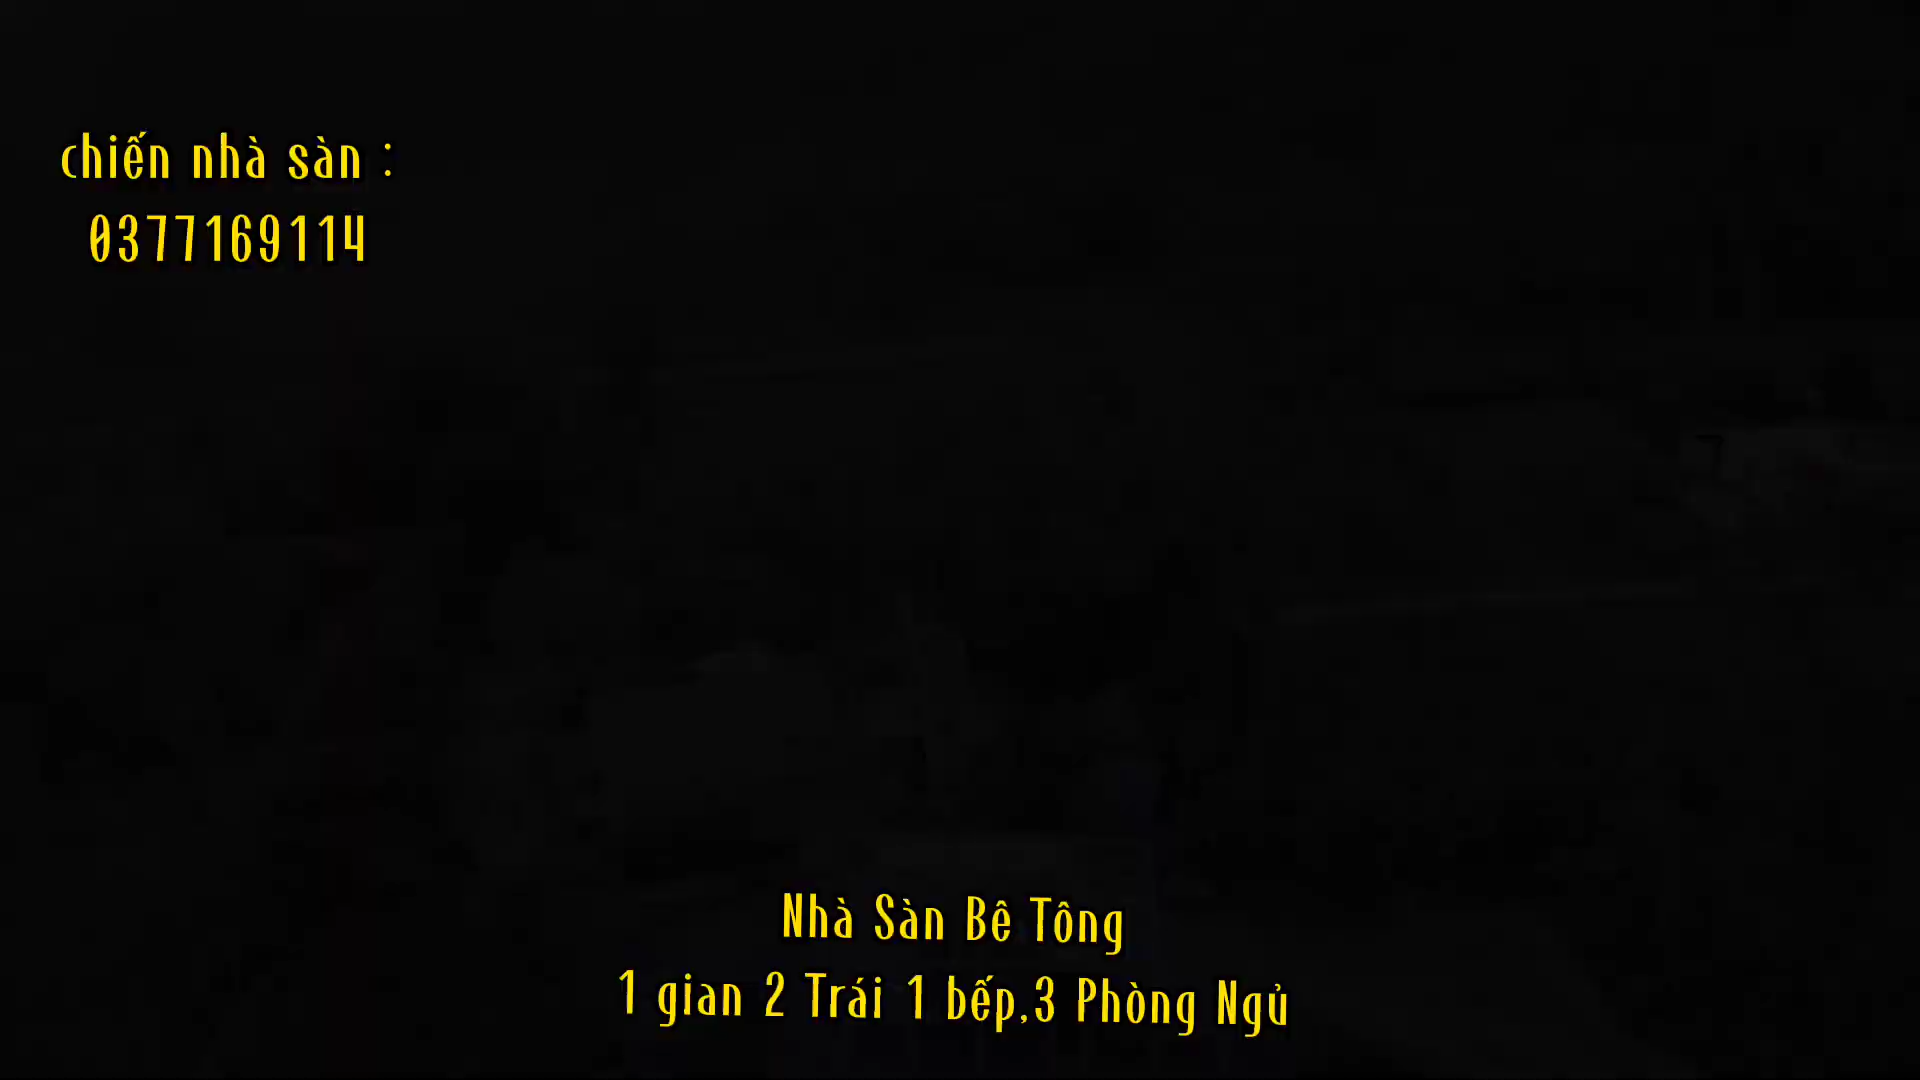 chiến nhà sàn :
0377169114
Nhà Sàn Bê Tông
1 gian 2 Trái 1 bếp,3 Phòng Ngủ